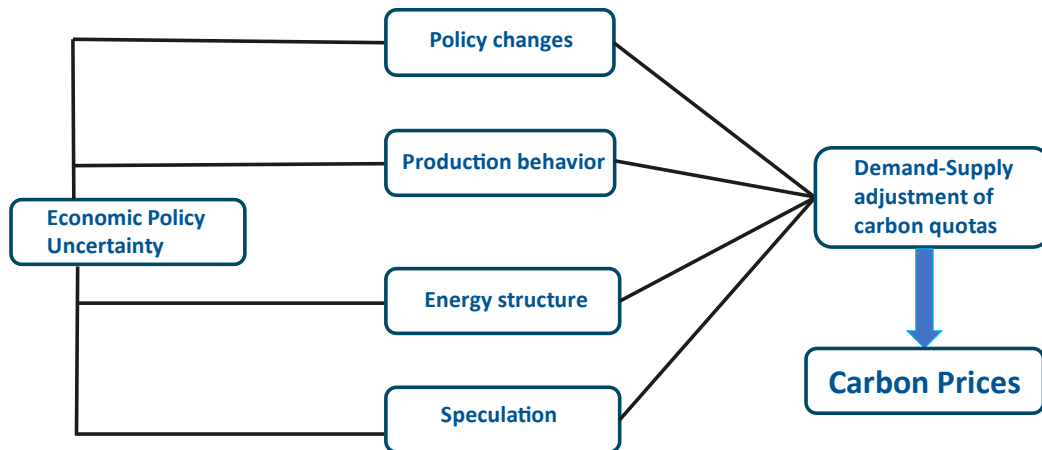 Policy changes
Production behavior
Economic Policy
Uncertainty
Energy structure
Speculation
Demand-Supply
adjustment of
carbon quotas
Carbon Prices